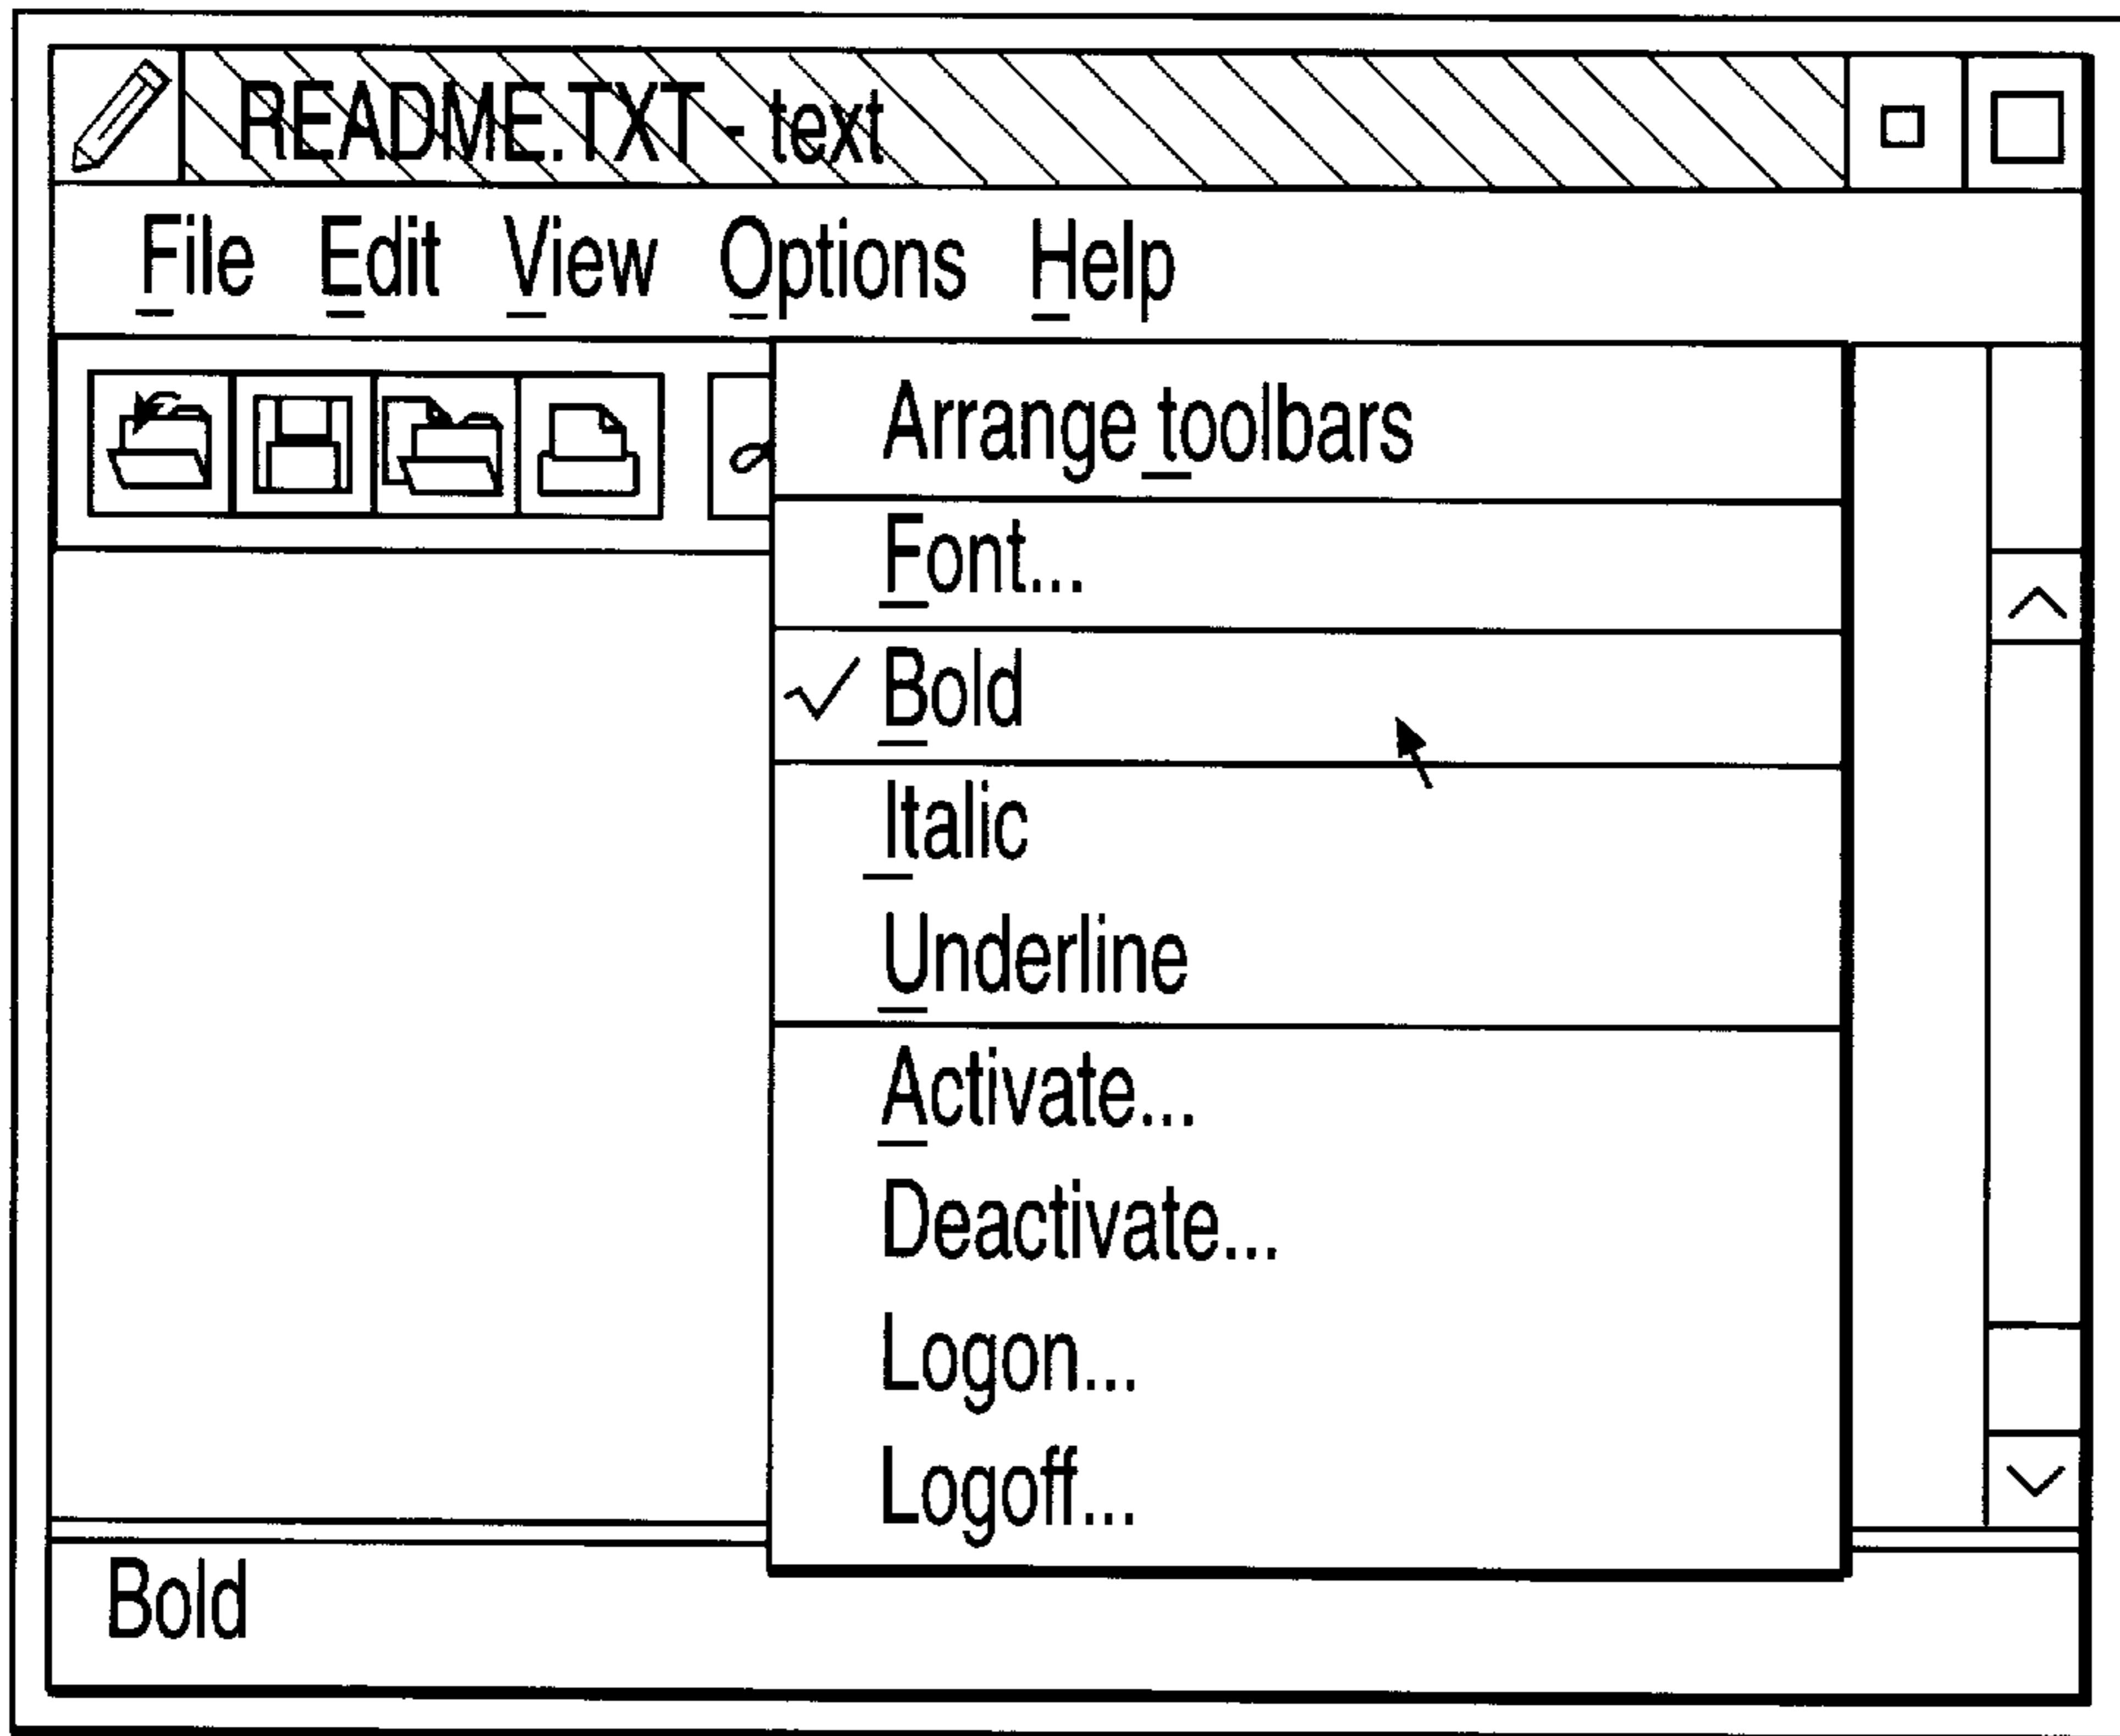 README.TXT - text
File Edit View Options Help
Arrange toolbars
Font...
Bold
Italic
Underline
Activate...
Deactivate...
Logon...
Logoff...
Bold